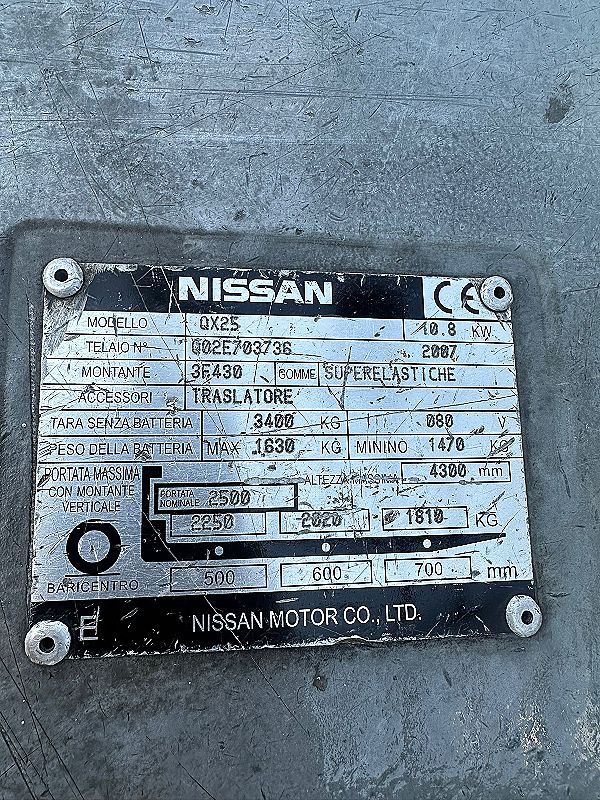 NISSAN CE
MODELLO QX25 10.8 KW
TELAIO N° Q02E703736 2007
MONTANTE 3F430 GOMME SUPERELASTICHE
ACCESSORI TRASLATORE
TARA SENZA BATTERIA 3400 KG 080 V
PESO DELLA BATTERIA MAX 1630 KG MININO 1470 KG
PORTATA MASSIMA ALTEZZA MASSIMA 4300 mm
CON MONTANTE PORTATA NOMINALE 2500
VERTICALE 2250 2020 1810 KG
BARICENTRO 500 600 700 mm
NISSAN MOTOR CO., LTD.